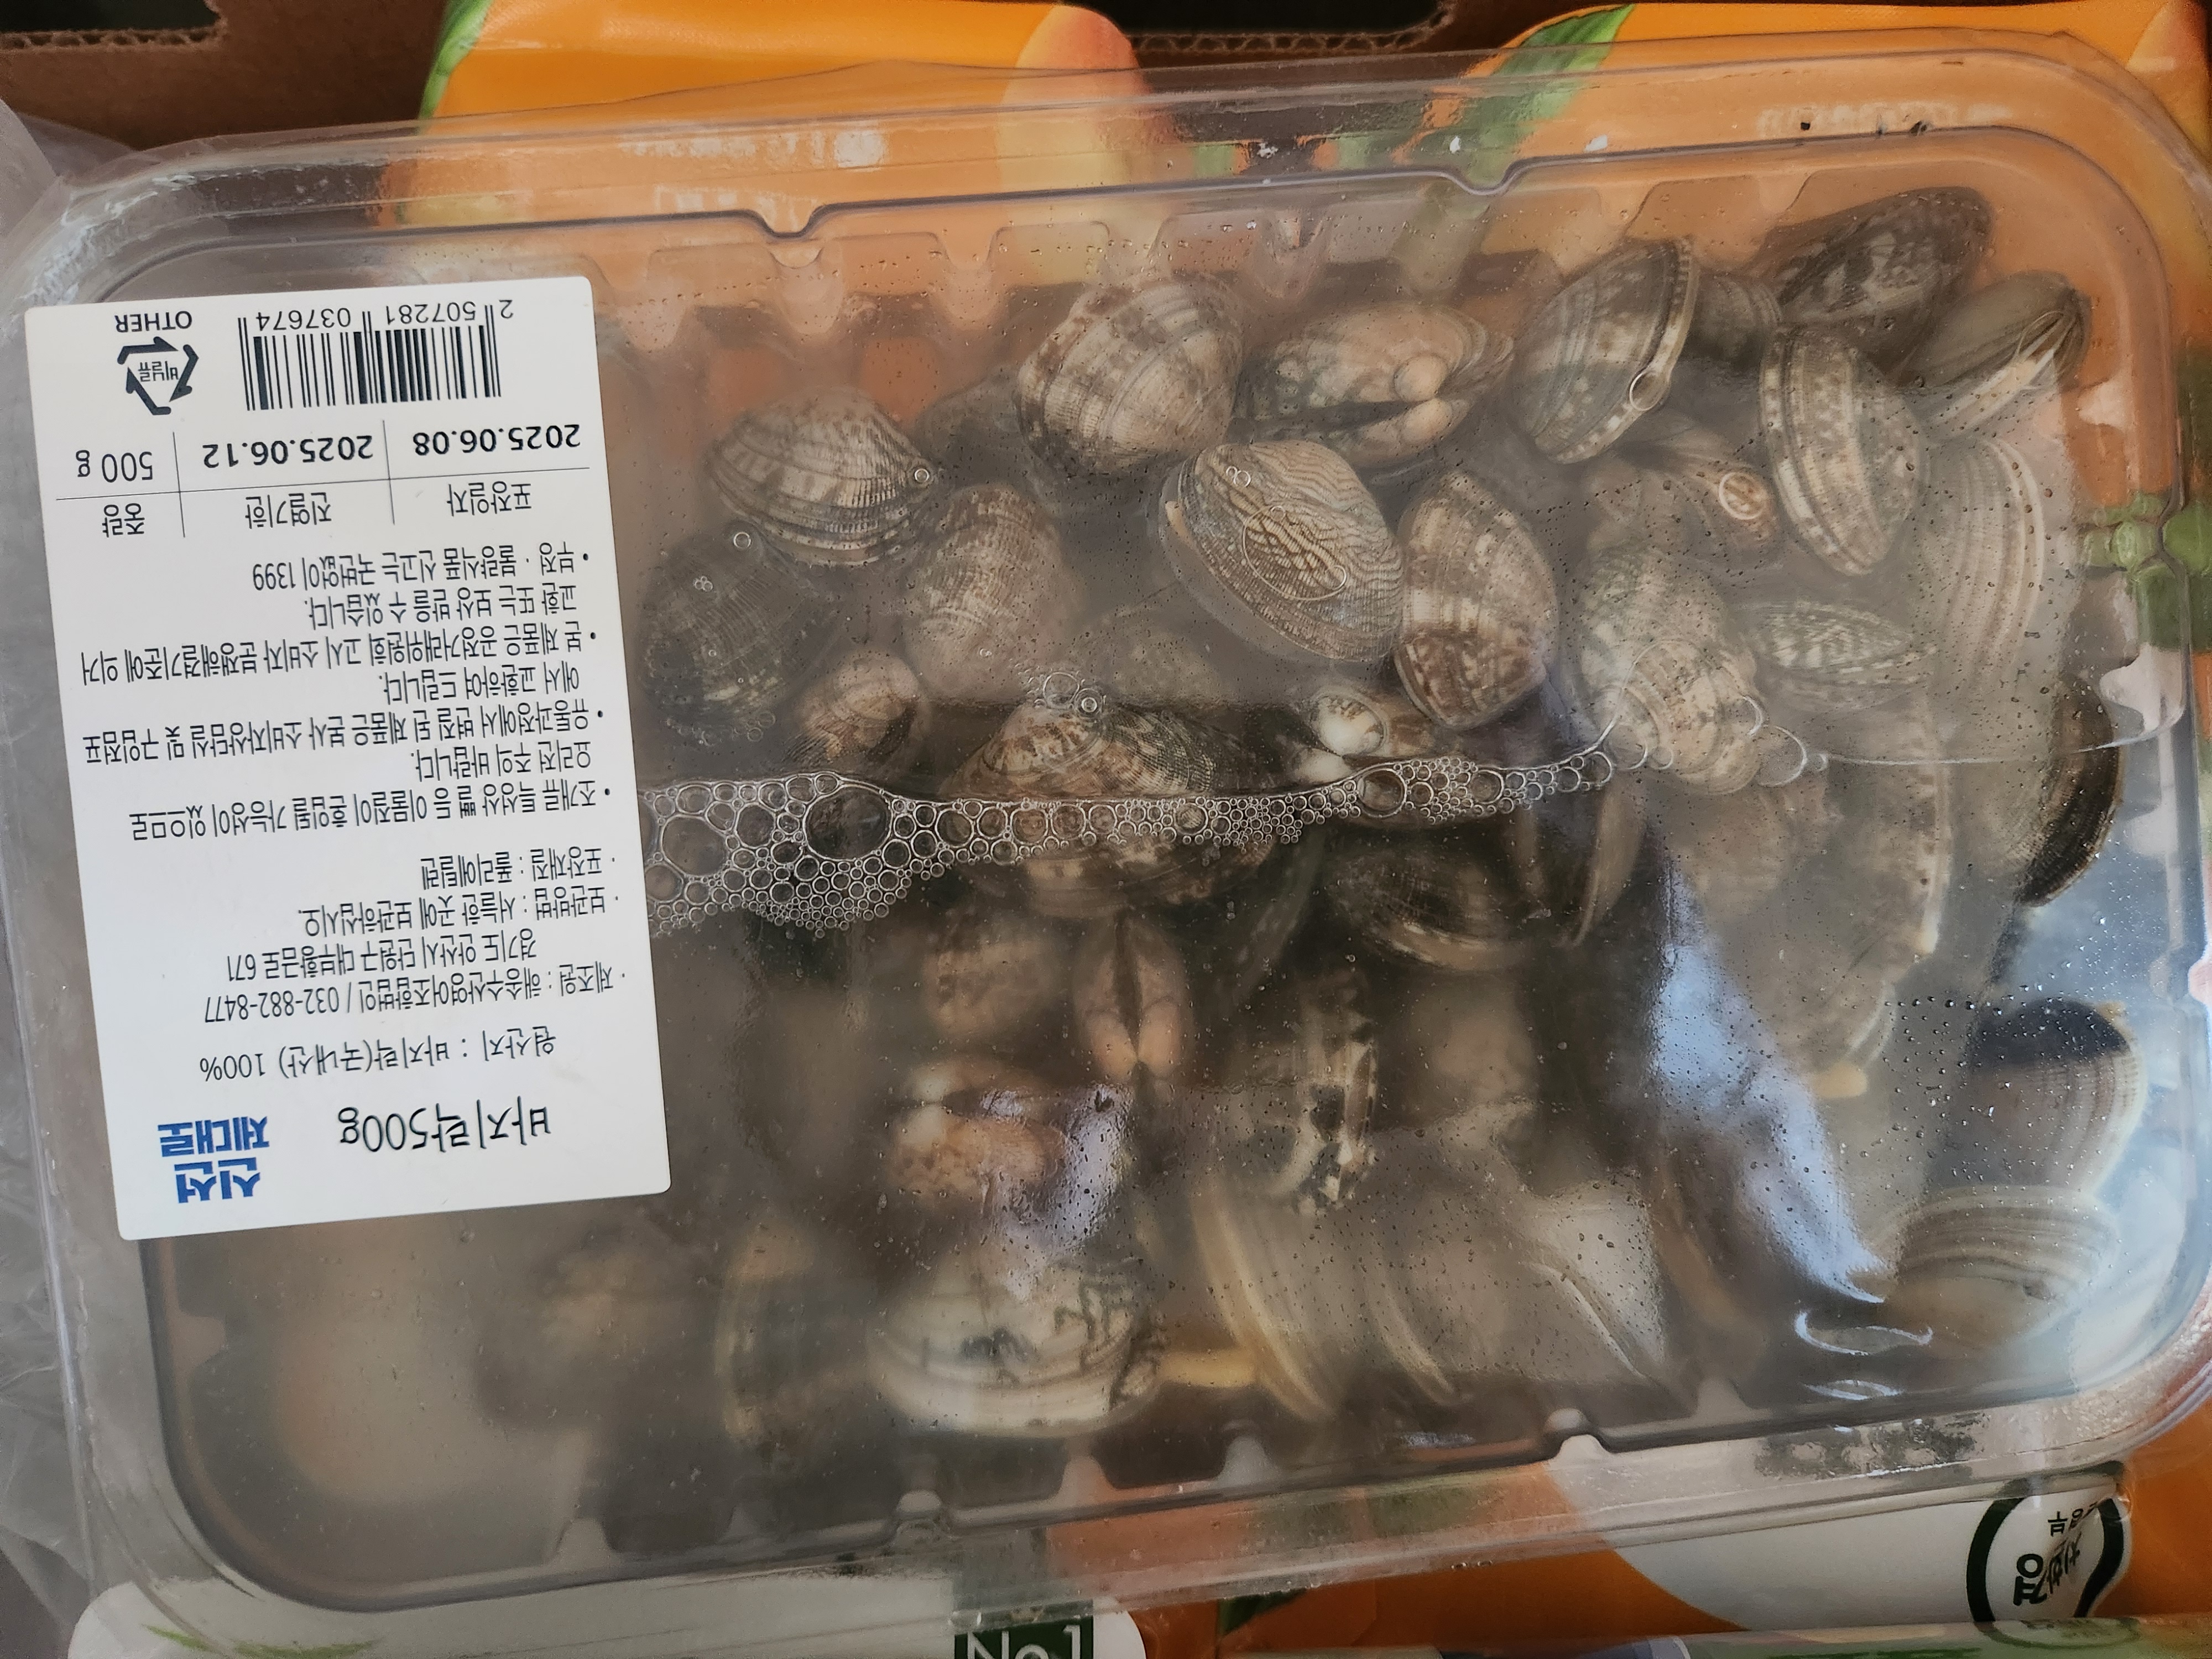 신선
제대로
바지락500g
원산지 : 바지락(국내산) 100%
· 제조원 : 해송수산영어조합법인 / 032-882-8477
경기도 안산시 단원구 대부황금로 671
· 보관방법 : 서늘한 곳에 보관하십시오.
· 포장재질 : 폴리에틸렌
• 조개류 특성상 뻘 등 이물질이 혼입될 가능성이 있으므로
요리전 주의 바랍니다.
• 유통과정에서 변질 된 제품은 본사 소비자상담실 및 구입점포
에서 교환하여 드립니다.
• 본 제품은 공정거래위원회 고시 소비자 분쟁해결기준에 의거
교환 또는 보상 받을 수 있습니다.
• 부정 · 불량식품 신고는 국번없이 1399
포장일자 진열기한 중량
2025.06.08 2025.06.12 500 g
2 507281 037674
비닐류
OTHER